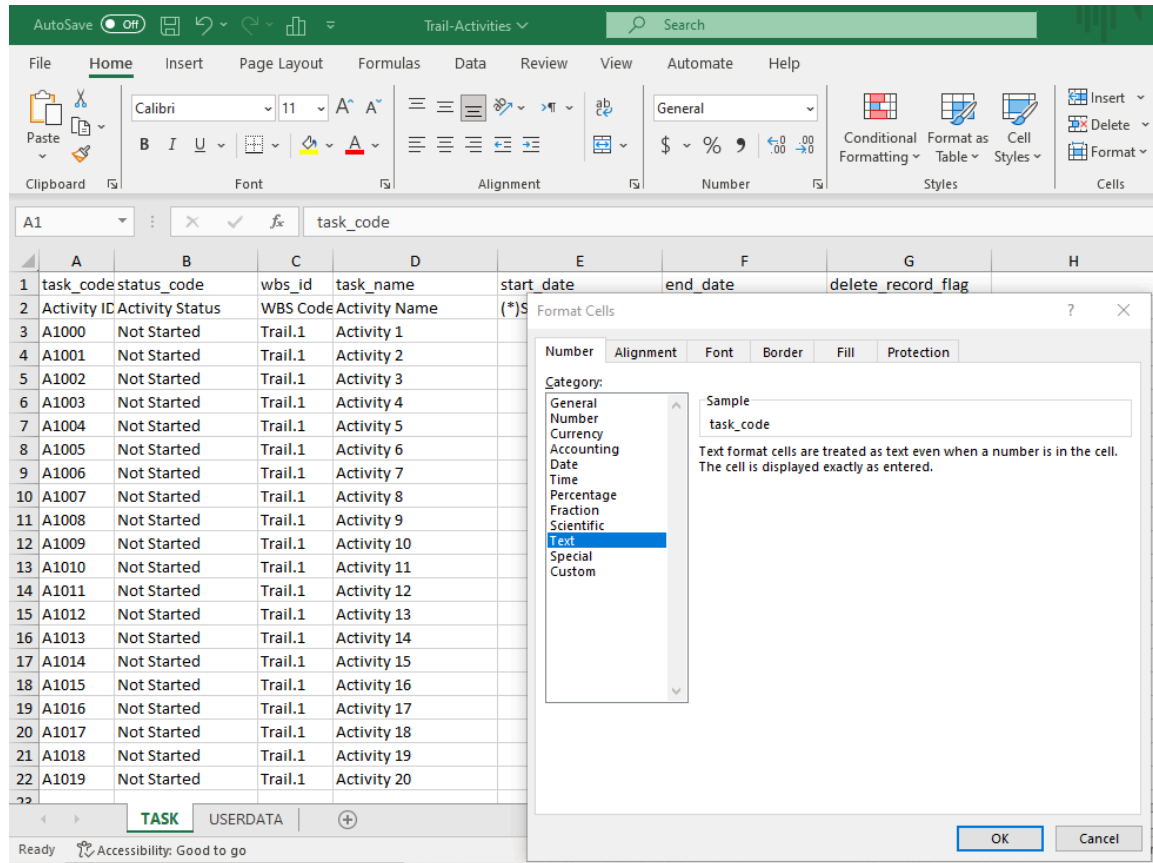 AutoSave Off Trail-Activities Search
File Home Insert Page Layout Formulas Data Review View Automate Help
Paste
Calibri 11 A A
B I U A
ab
General
$ % 9 .00 .00
Conditional Formatting
Format as Table
Cell Styles
Insert
Delete
Format
Clipboard Font Alignment Number Styles Cells
A1 fx task_code
A B C D E F G H
1 task_code status_code wbs_id task_name start_date end_date delete_record_flag
2 Activity ID Activity Status WBS Code Activity Name (*)S
3 A1000 Not Started Trail.1 Activity 1
4 A1001 Not Started Trail.1 Activity 2
5 A1002 Not Started Trail.1 Activity 3
6 A1003 Not Started Trail.1 Activity 4
7 A1004 Not Started Trail.1 Activity 5
8 A1005 Not Started Trail.1 Activity 6
9 A1006 Not Started Trail.1 Activity 7
10 A1007 Not Started Trail.1 Activity 8
11 A1008 Not Started Trail.1 Activity 9
12 A1009 Not Started Trail.1 Activity 10
13 A1010 Not Started Trail.1 Activity 11
14 A1011 Not Started Trail.1 Activity 12
15 A1012 Not Started Trail.1 Activity 13
16 A1013 Not Started Trail.1 Activity 14
17 A1014 Not Started Trail.1 Activity 15
18 A1015 Not Started Trail.1 Activity 16
19 A1016 Not Started Trail.1 Activity 17
20 A1017 Not Started Trail.1 Activity 18
21 A1018 Not Started Trail.1 Activity 19
22 A1019 Not Started Trail.1 Activity 20
23
Format Cells ?
Number Alignment Font Border Fill Protection
Category:
General
Number
Currency
Accounting
Date
Time
Percentage
Fraction
Scientific
Text
Special
Custom
Sample
task_code
Text format cells are treated as text even when a number is in the cell.
The cell is displayed exactly as entered.
OK Cancel
TASK USERDATA
Ready Accessibility: Good to go